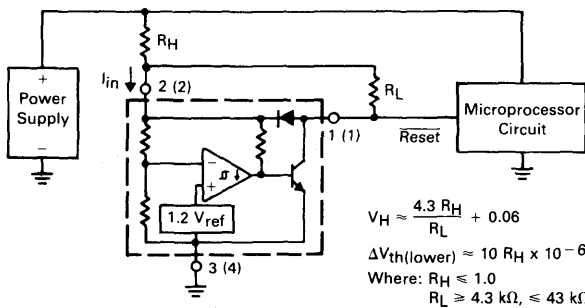 R_H
I_in
2 (2)
R_L
+
Power
Supply
−
1 (1)
Reset
Microprocessor
Circuit
−
+
1.2 V_ref
3 (4)
V_H ≈ 4.3 R_H / R_L + 0.06
ΔV_th(lower) ≈ 10 R_H x 10⁻⁶
Where: R_H ≤ 1.0
R_L ≥ 4.3 kΩ, ≤ 43 kΩ